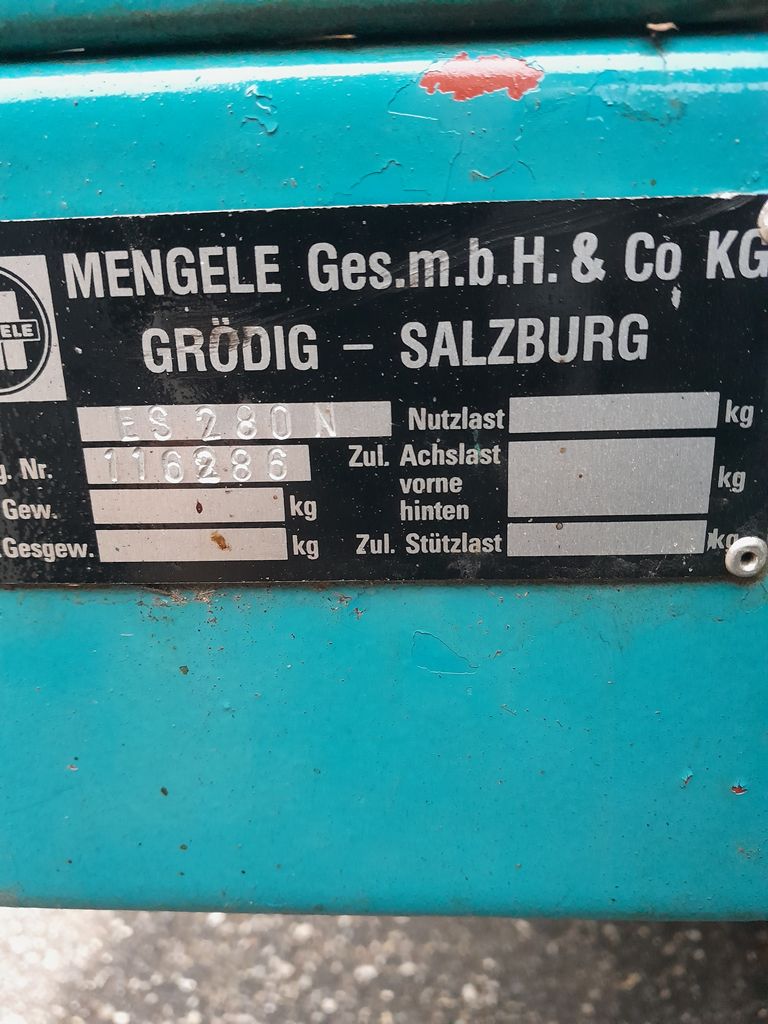 MENGELE Ges.m.b.H. & Co KG
GRÖDIG – SALZBURG
ELE
ES 280 N Nutzlast kg
g. Nr. 116286 Zul. Achslast
vorne kg
Gew. kg hinten
Gesgew. kg Zul. Stützlast kg